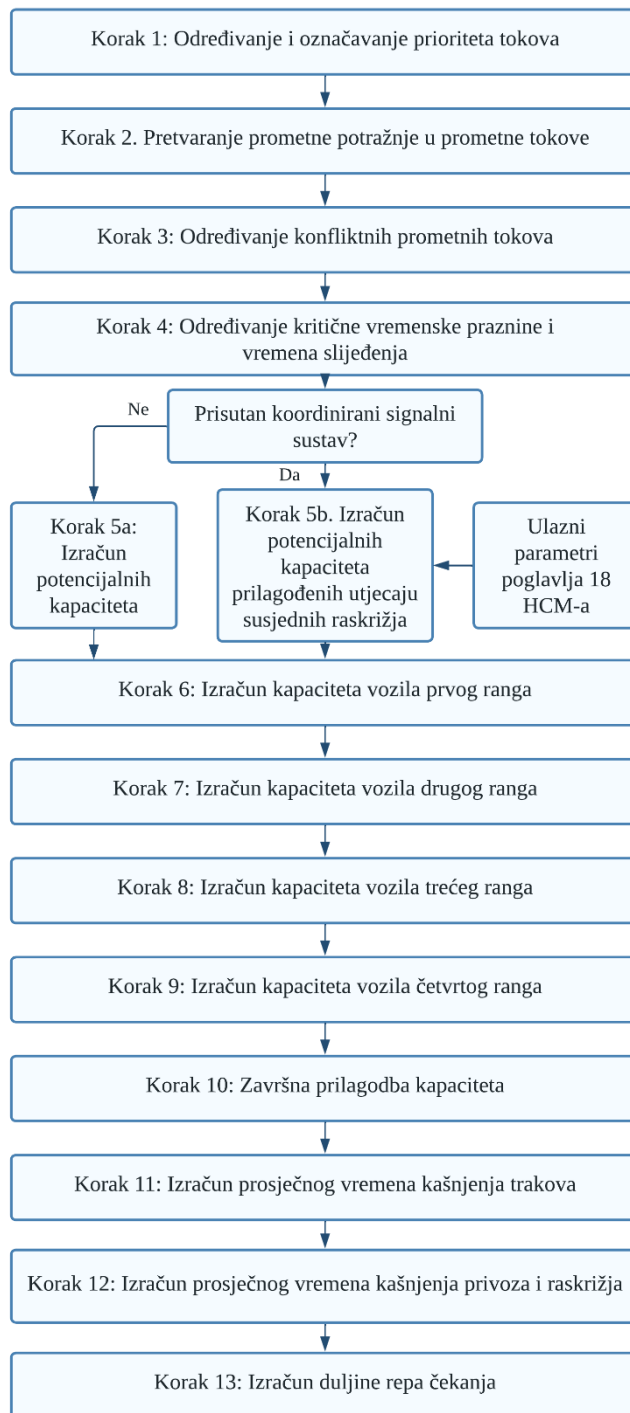 Korak 1: Određivanje i označavanje prioriteta tokova
Korak 2. Pretvaranje prometne potražnje u prometne tokove
Korak 3: Određivanje konfliktnih prometnih tokova
Korak 4: Određivanje kritične vremenske praznine i
vremena slijeđenja
Prisutan koordinirani signalni
sustav?
Ne
Da
Korak 5a:
Izračun
potencijalnih
kapaciteta
Korak 5b. Izračun
potencijalnih
kapaciteta
prilagođenih utjecaju
susjednih raskrižja
Ulazni
parametri
poglavlja 18
HCM-a
Korak 6: Izračun kapaciteta vozila prvog ranga
Korak 7: Izračun kapaciteta vozila drugog ranga
Korak 8: Izračun kapaciteta vozila trećeg ranga
Korak 9: Izračun kapaciteta vozila četvrtog ranga
Korak 10: Završna prilagodba kapaciteta
Korak 11: Izračun prosječnog vremena kašnjenja trakova
Korak 12: Izračun prosječnog vremena kašnjenja privoza i raskrižja
Korak 13: Izračun duljine repa čekanja